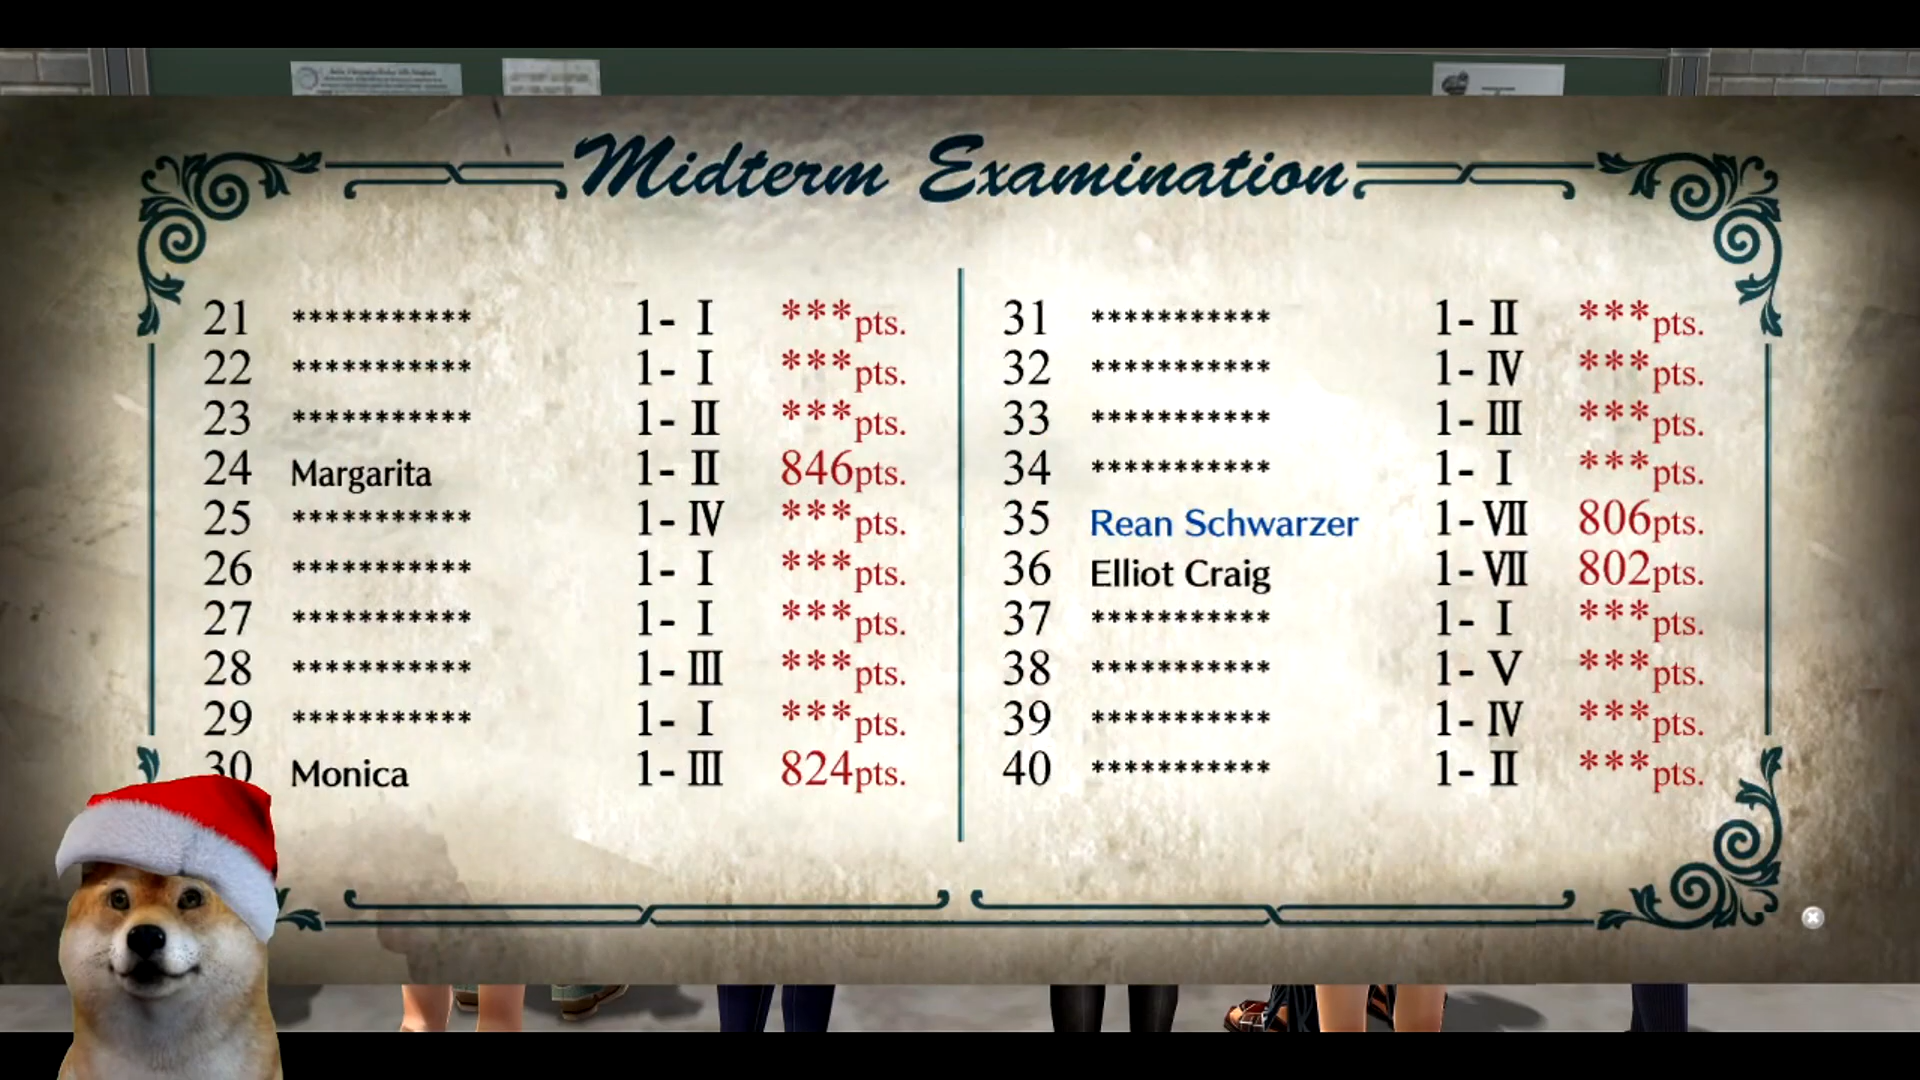 Midterm Examination
21 *********** 1- I ***pts.
22 *********** 1- I ***pts.
23 *********** 1- II ***pts.
24 Margarita 1- II 846pts.
25 *********** 1- IV ***pts.
26 *********** 1- I ***pts.
27 *********** 1- I ***pts.
28 *********** 1- III ***pts.
29 *********** 1- I ***pts.
30 Monica 1- III 824pts.
31 *********** 1- II ***pts.
32 *********** 1- IV ***pts.
33 *********** 1- III ***pts.
34 *********** 1- I ***pts.
35 Rean Schwarzer 1- VII 806pts.
36 Elliot Craig 1- VII 802pts.
37 *********** 1- I ***pts.
38 *********** 1- V ***pts.
39 *********** 1- IV ***pts.
40 *********** 1- II ***pts.